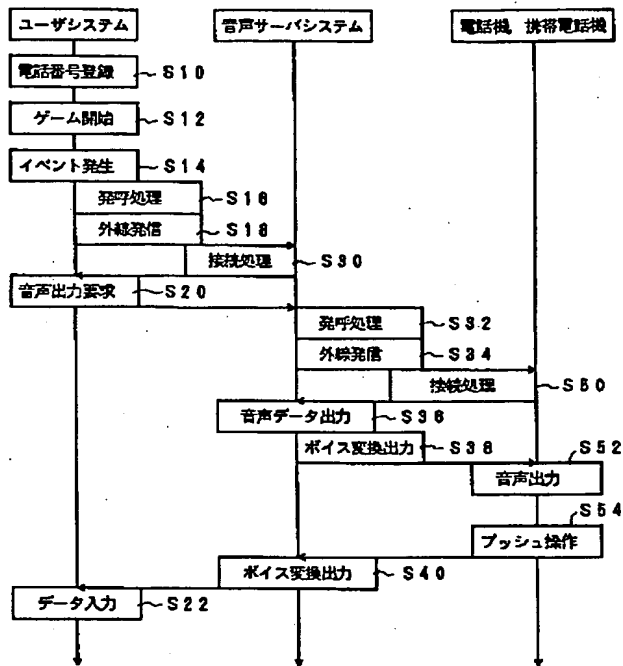 ユーザシステム 音声サーバシステム 電話機，携帯電話機
電話番号登録 S10
ゲーム開始 S12
イベント発生 S14
発呼処理 S16
外線発信 S18
接続処理 S30
音声出力要求 S20
発呼処理 S32
外線発信 S34
接続処理 S50
音声データ出力 S36
ボイス変換出力 S38
S52
音声出力
S54
プッシュ操作
ボイス変換出力 S40
データ入力 S22